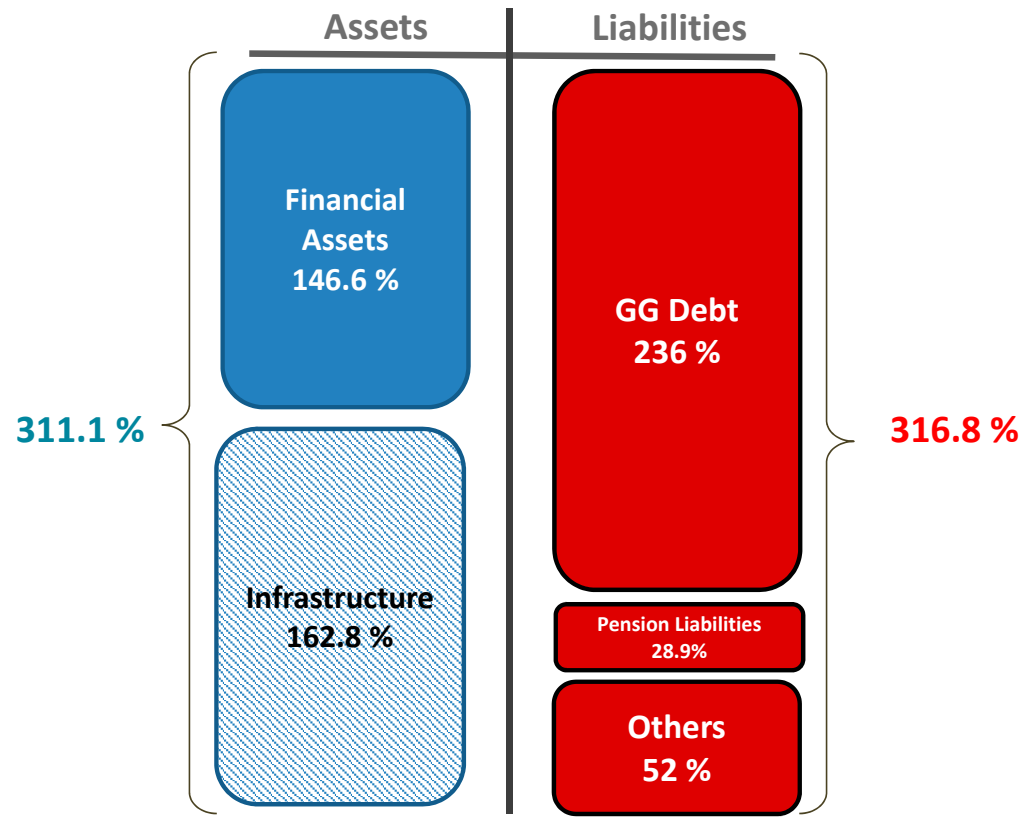 Assets
Liabilities
Financial
Assets
146.6 %
Infrastructure
162.8 %
311.1 %
GG Debt
236 %
Pension Liabilities
28.9%
Others
52 %
316.8 %